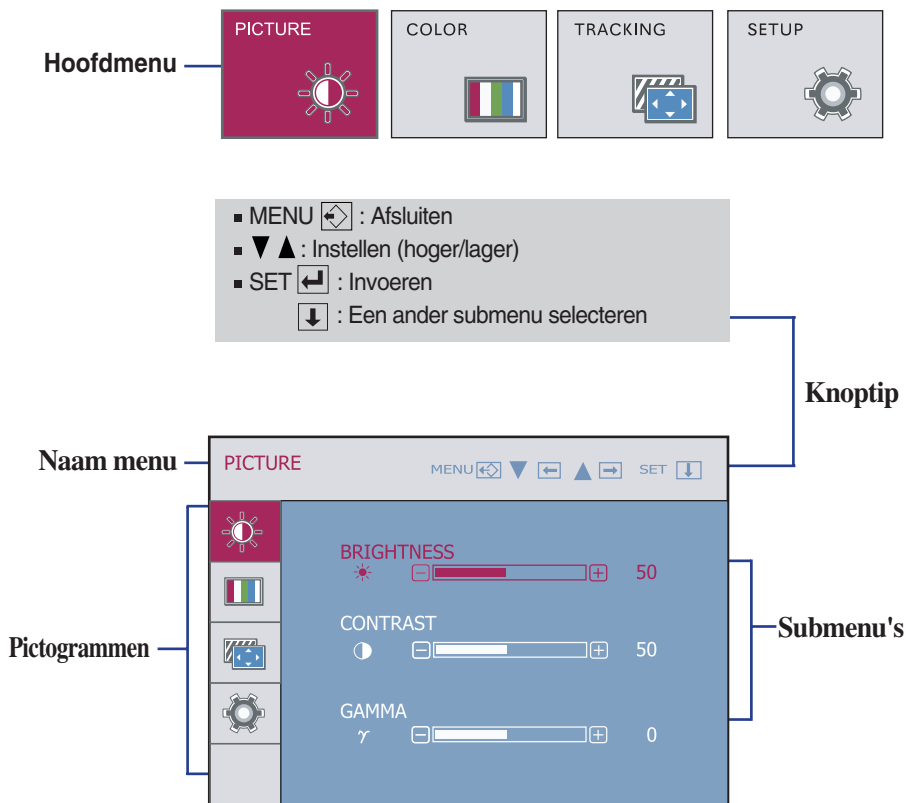 Hoofdmenu
PICTURE
COLOR
TRACKING
SETUP
MENU : Afsluiten
▼ ▲ : Instellen (hoger/lager)
SET : Invoeren
: Een ander submenu selecteren
Knoptip
Naam menu
PICTURE
MENU ▼ ▲ SET
BRIGHTNESS
50
CONTRAST
50
GAMMA
γ 0
Pictogrammen
Submenu's